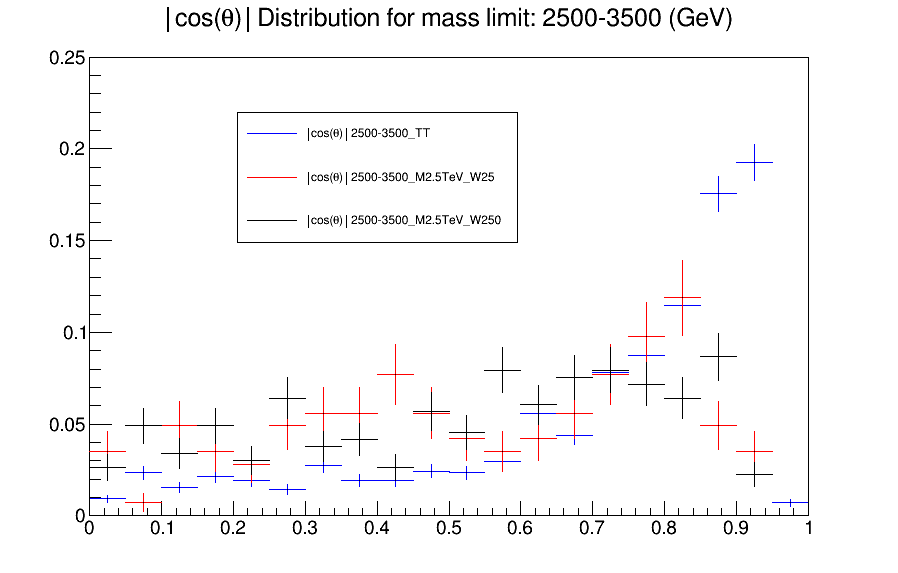 |cos(θ)| Distribution for mass limit: 2500-3500 (GeV)
0.25
|cos(θ)| 2500-3500_TT
0.2
|cos(θ)| 2500-3500_M2.5TeV_W25
|cos(θ)| 2500-3500_M2.5TeV_W250
0.15
0.1
0.05
0
0 0.1 0.2 0.3 0.4 0.5 0.6 0.7 0.8 0.9 1